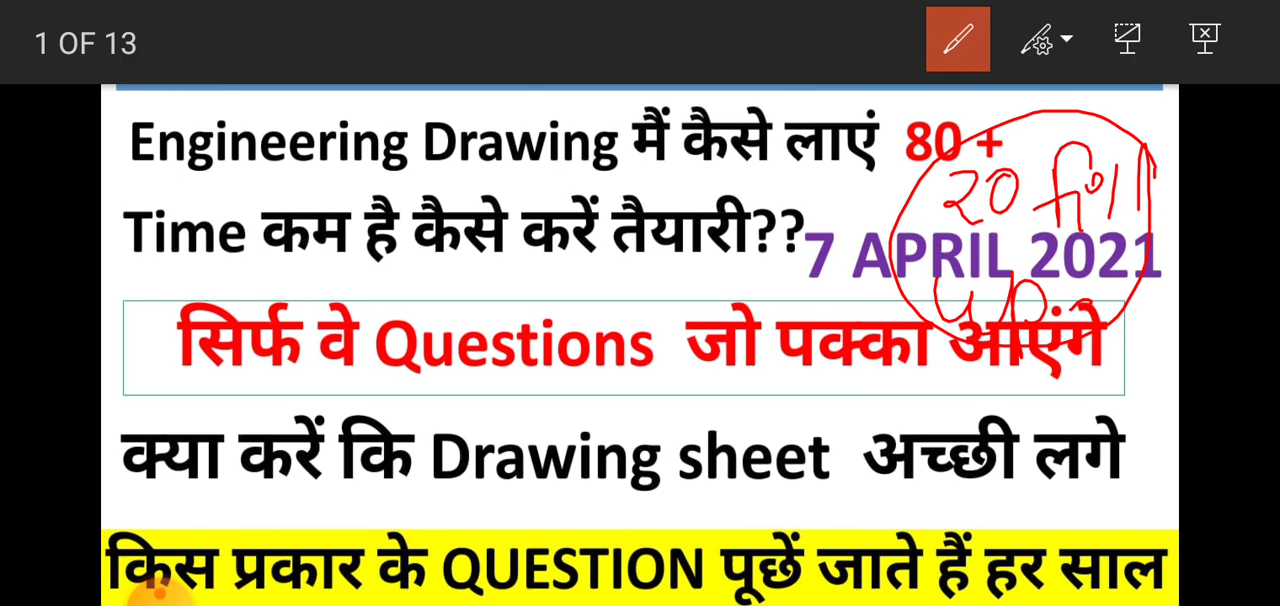 1 OF 13
Engineering Drawing मैं कैसे लाएं 80 +
20
Time कम है कैसे करें तैयारी??
7 APRIL 2021
सिर्फ वे Questions जो पक्का आएंगे
क्या करें कि Drawing sheet अच्छी लगे
किस प्रकार के QUESTION पूछें जाते हैं हर साल